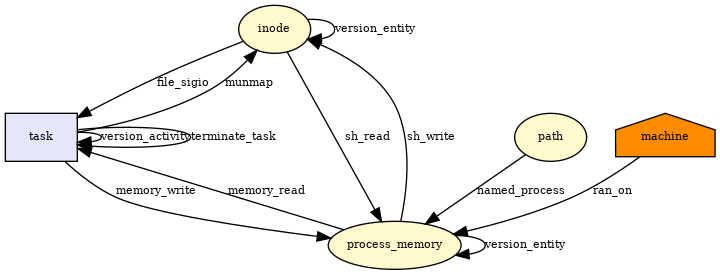 inode
version_entity
file_sigio
munmap
task
version_activity
terminate_task
sh_read
sh_write
path
machine
memory_write
memory_read
named_process
ran_on
process_memory
version_entity